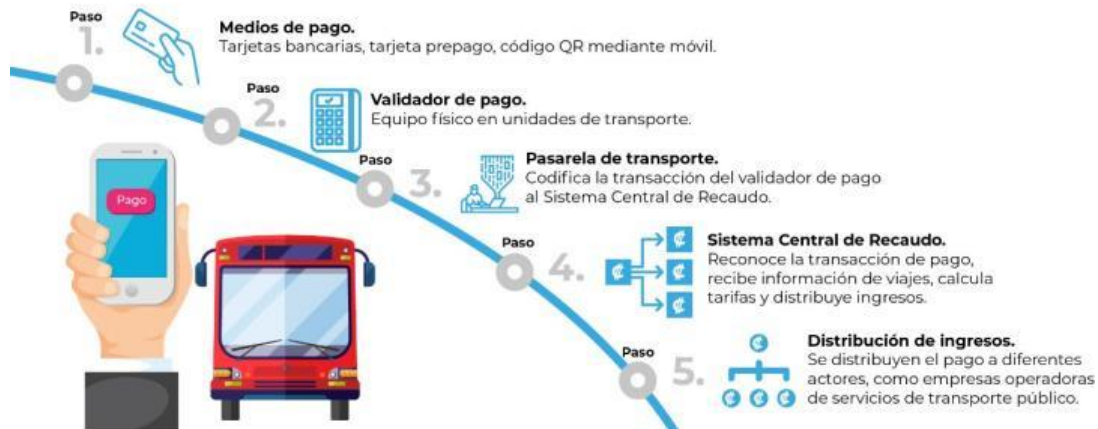 Paso
1.
Medios de pago.
Tarjetas bancarias, tarjeta prepago, código QR mediante móvil.
Paso
2.
Validador de pago.
Equipo físico en unidades de transporte.
Paso
3.
Pasarela de transporte.
Codifica la transacción del validador de pago
al Sistema Central de Recaudo.
Pago
Paso
4.
Sistema Central de Recaudo.
Reconoce la transacción de pago,
recibe información de viajes, calcula
tarifas y distribuye ingresos.
Paso
5.
Distribución de ingresos.
Se distribuyen el pago a diferentes
actores, como empresas operadoras
de servicios de transporte público.